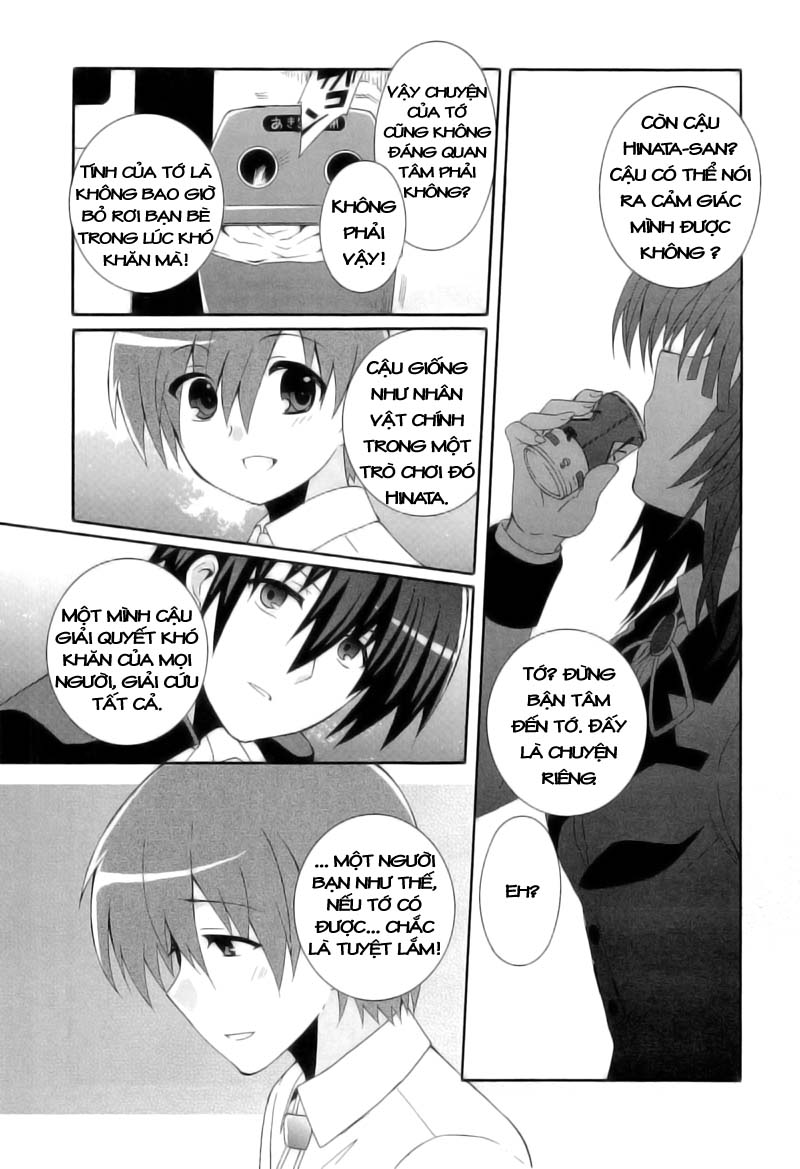 CÒN CẬU
HINATA-SAN?
CẬU CÓ THỂ NÓI
RA CẢM GIÁC
MÌNH ĐƯỢC
KHÔNG ?
TỚ? ĐỪNG
BẬN TÂM
ĐẾN TỚ. ĐẤY
LÀ CHUYỆN
RIÊNG.
EH?
VẬY CHUYỆN
CỦA TỚ
CŨNG KHÔNG
ĐÁNG QUAN
TÂM PHẢI
KHÔNG?
KHÔNG
PHẢI
VẬY!
TÍNH CỦA TỚ LÀ
KHÔNG BAO GIỜ
BỎ RƠI BẠN BÈ
TRONG LÚC KHÓ
KHĂN MÀ!
CẬU GIỐNG
NHƯ NHÂN
VẬT CHÍNH
TRONG MỘT
TRÒ CHƠI ĐÓ
HINATA.
MỘT MÌNH CẬU
GIẢI QUYẾT KHÓ
KHĂN CỦA MỌI
NGƯỜI, GIẢI CỨU
TẤT CẢ.
... MỘT NGƯỜI
BẠN NHƯ THẾ,
NẾU TỚ CÓ
ĐƯỢC... CHẮC
LÀ TUYỆT LẮM!